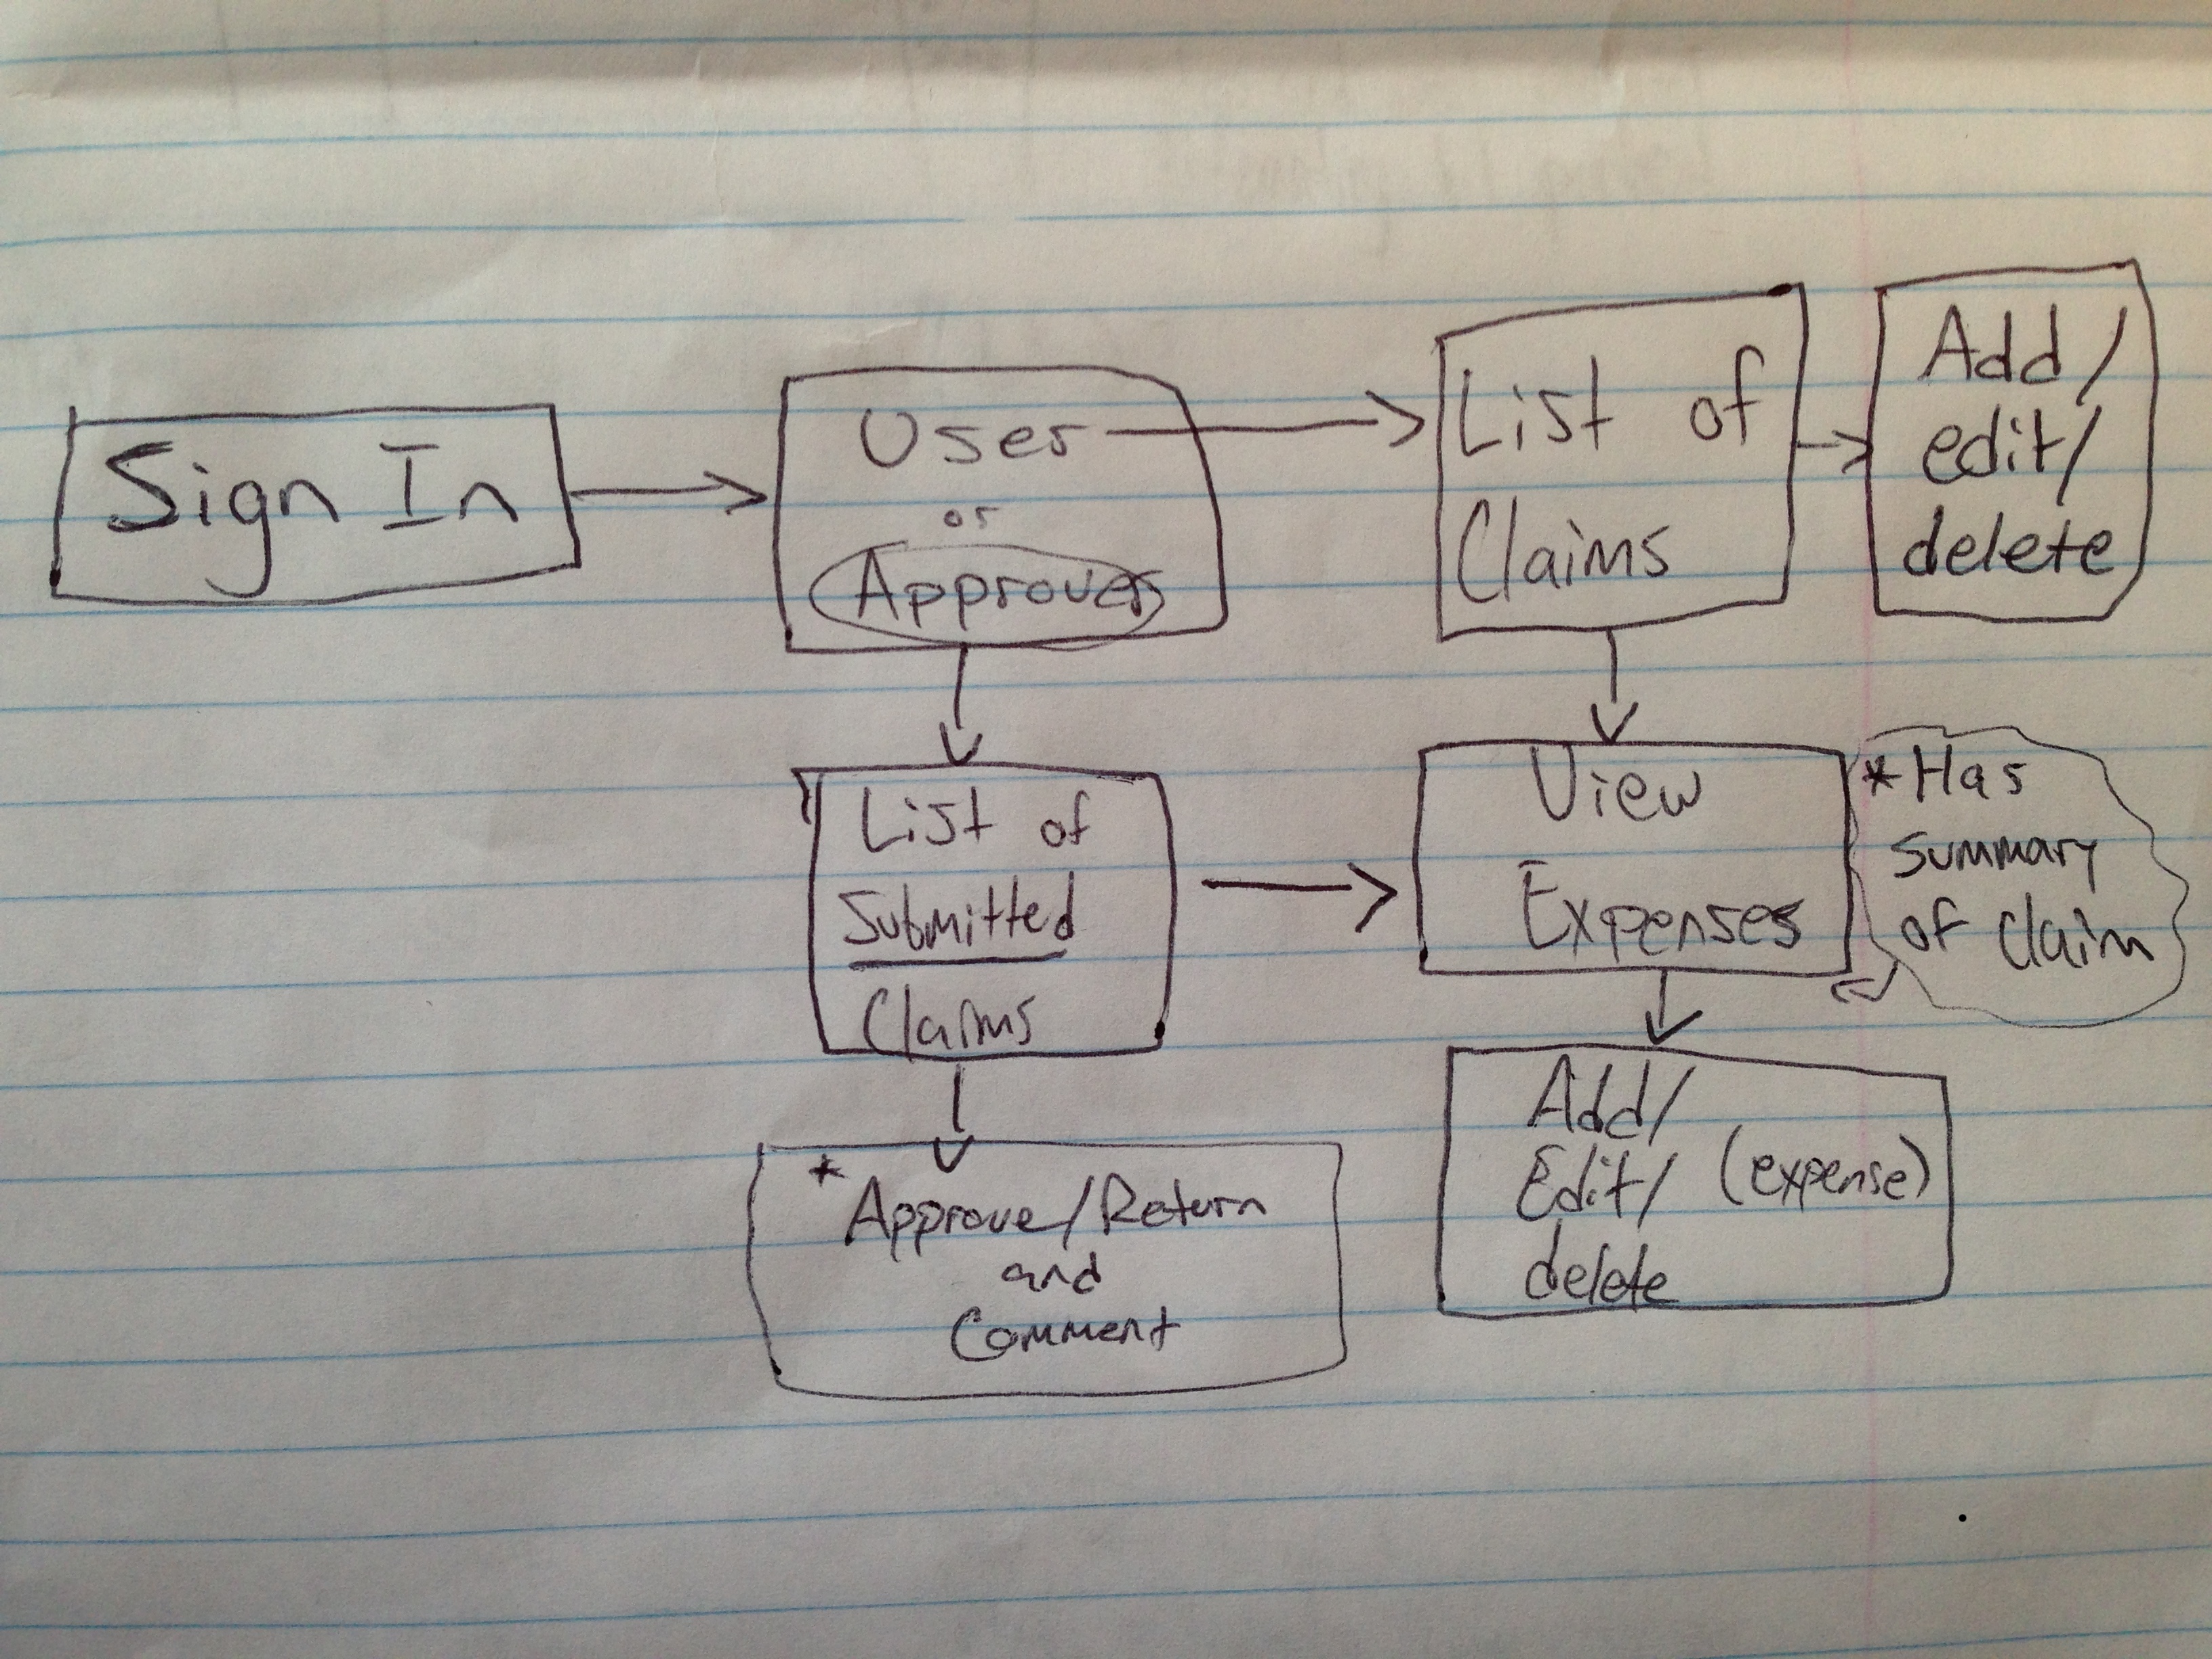 Sign In
User
or
Approver
List of
Claims
Add/
edit/
delete
List of
Submitted
Claims
View
Expenses
*Has
summary
of claim
*
Approve/Return
and
Comment
Add/
Edit/ (expense)
delete